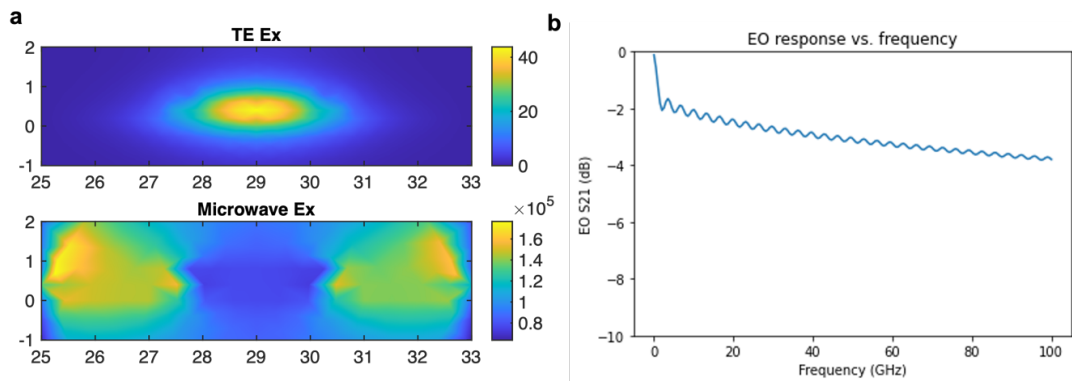 a
TE Ex
2
1
0
-1
25 26 27 28 29 30 31 32 33
40
20
0
Microwave Ex
×10⁵
2
1
0
-1
25 26 27 28 29 30 31 32 33
1.6
1.4
1.2
1
0.8
b
EO response vs. frequency
EO S21 (dB)
0
−2
−4
−6
−8
−10
0 20 40 60 80 100
Frequency (GHz)